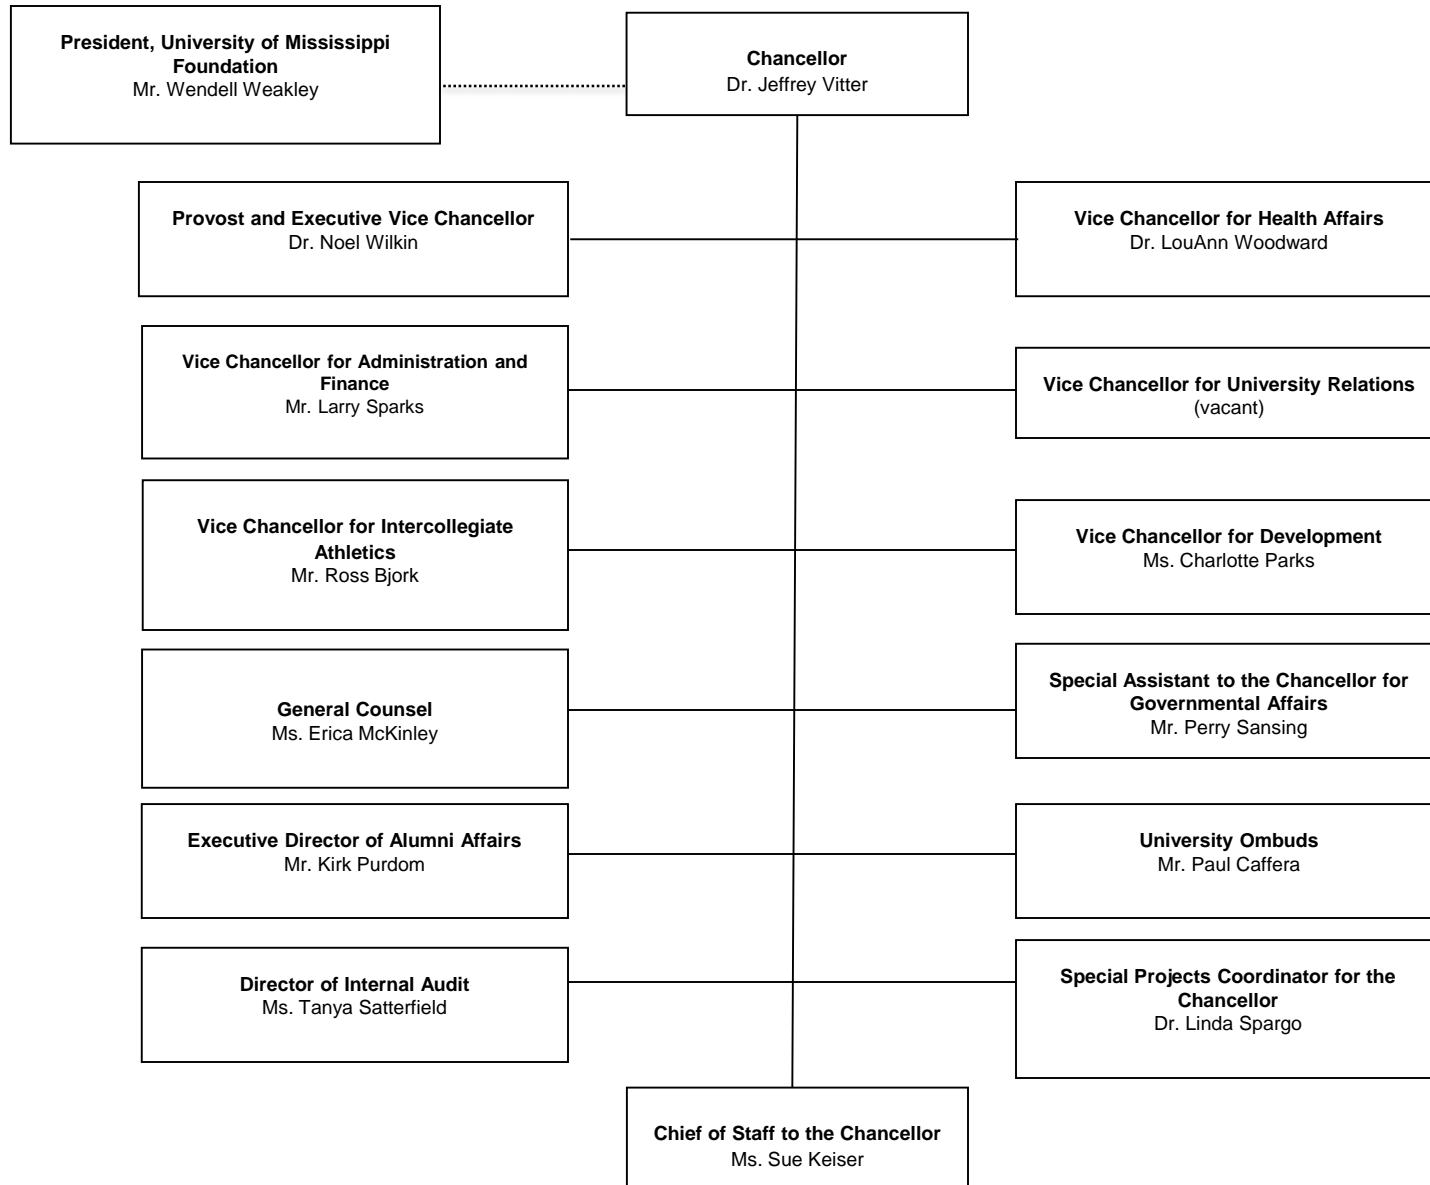 President, University of Mississippi
Foundation
Mr. Wendell Weakley
Chancellor
Dr. Jeffrey Vitter
Provost and Executive Vice Chancellor
Dr. Noel Wilkin
Vice Chancellor for Health Affairs
Dr. LouAnn Woodward
Vice Chancellor for Administration and
Finance
Mr. Larry Sparks
Vice Chancellor for University Relations
(vacant)
Vice Chancellor for Intercollegiate
Athletics
Mr. Ross Bjork
Vice Chancellor for Development
Ms. Charlotte Parks
General Counsel
Ms. Erica McKinley
Special Assistant to the Chancellor for
Governmental Affairs
Mr. Perry Sansing
Executive Director of Alumni Affairs
Mr. Kirk Purdom
University Ombuds
Mr. Paul Caffera
Director of Internal Audit
Ms. Tanya Satterfield
Special Projects Coordinator for the
Chancellor
Dr. Linda Spargo
Chief of Staff to the Chancellor
Ms. Sue Keiser